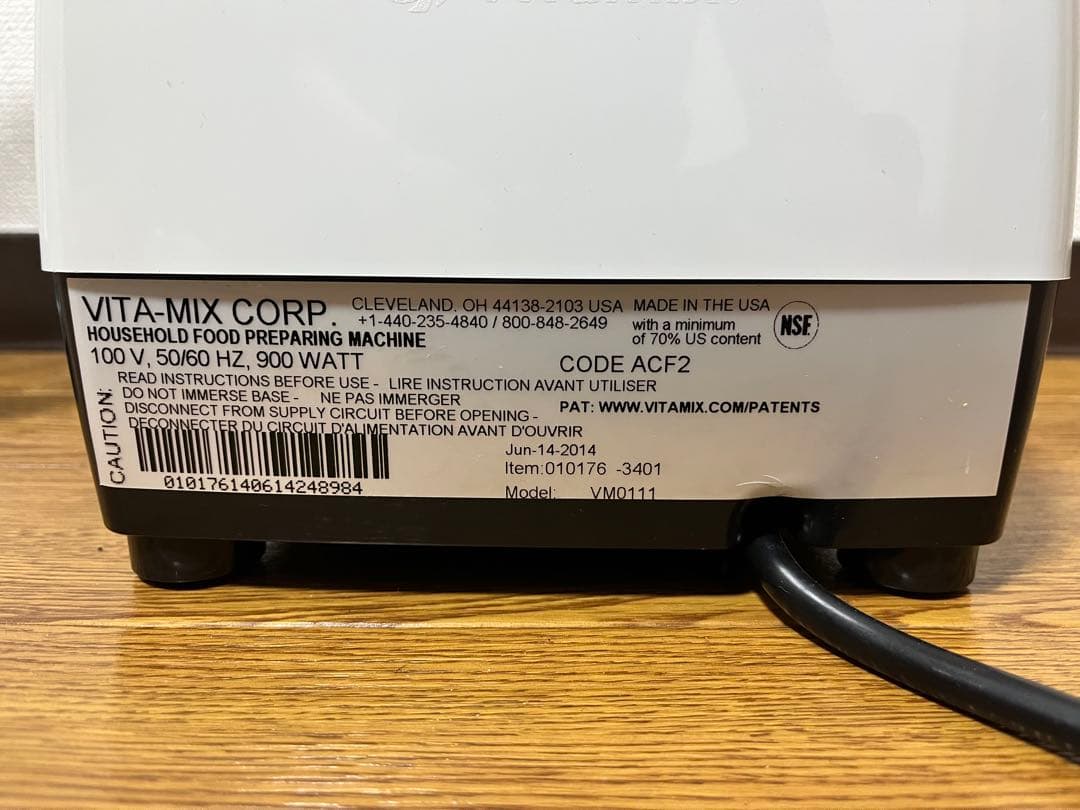 VITA-MIX CORP. CLEVELAND, OH 44138-2103 USA MADE IN THE USA
+1-440-235-4840 / 800-848-2649 with a minimum
of 70% US content
NSF
HOUSEHOLD FOOD PREPARING MACHINE
100 V, 50/60 HZ, 900 WATT CODE ACF2
CAUTION:
READ INSTRUCTIONS BEFORE USE - LIRE INSTRUCTION AVANT UTILISER
DO NOT IMMERSE BASE - NE PAS IMMERGER
DISCONNECT FROM SUPPLY CIRCUIT BEFORE OPENING -
DECONNECTER DU CIRCUIT D'ALIMENTATION AVANT D'OUVRIR
PAT: WWW.VITAMIX.COM/PATENTS
Jun-14-2014
Item:010176 -3401
Model: VM0111
010176140614248984